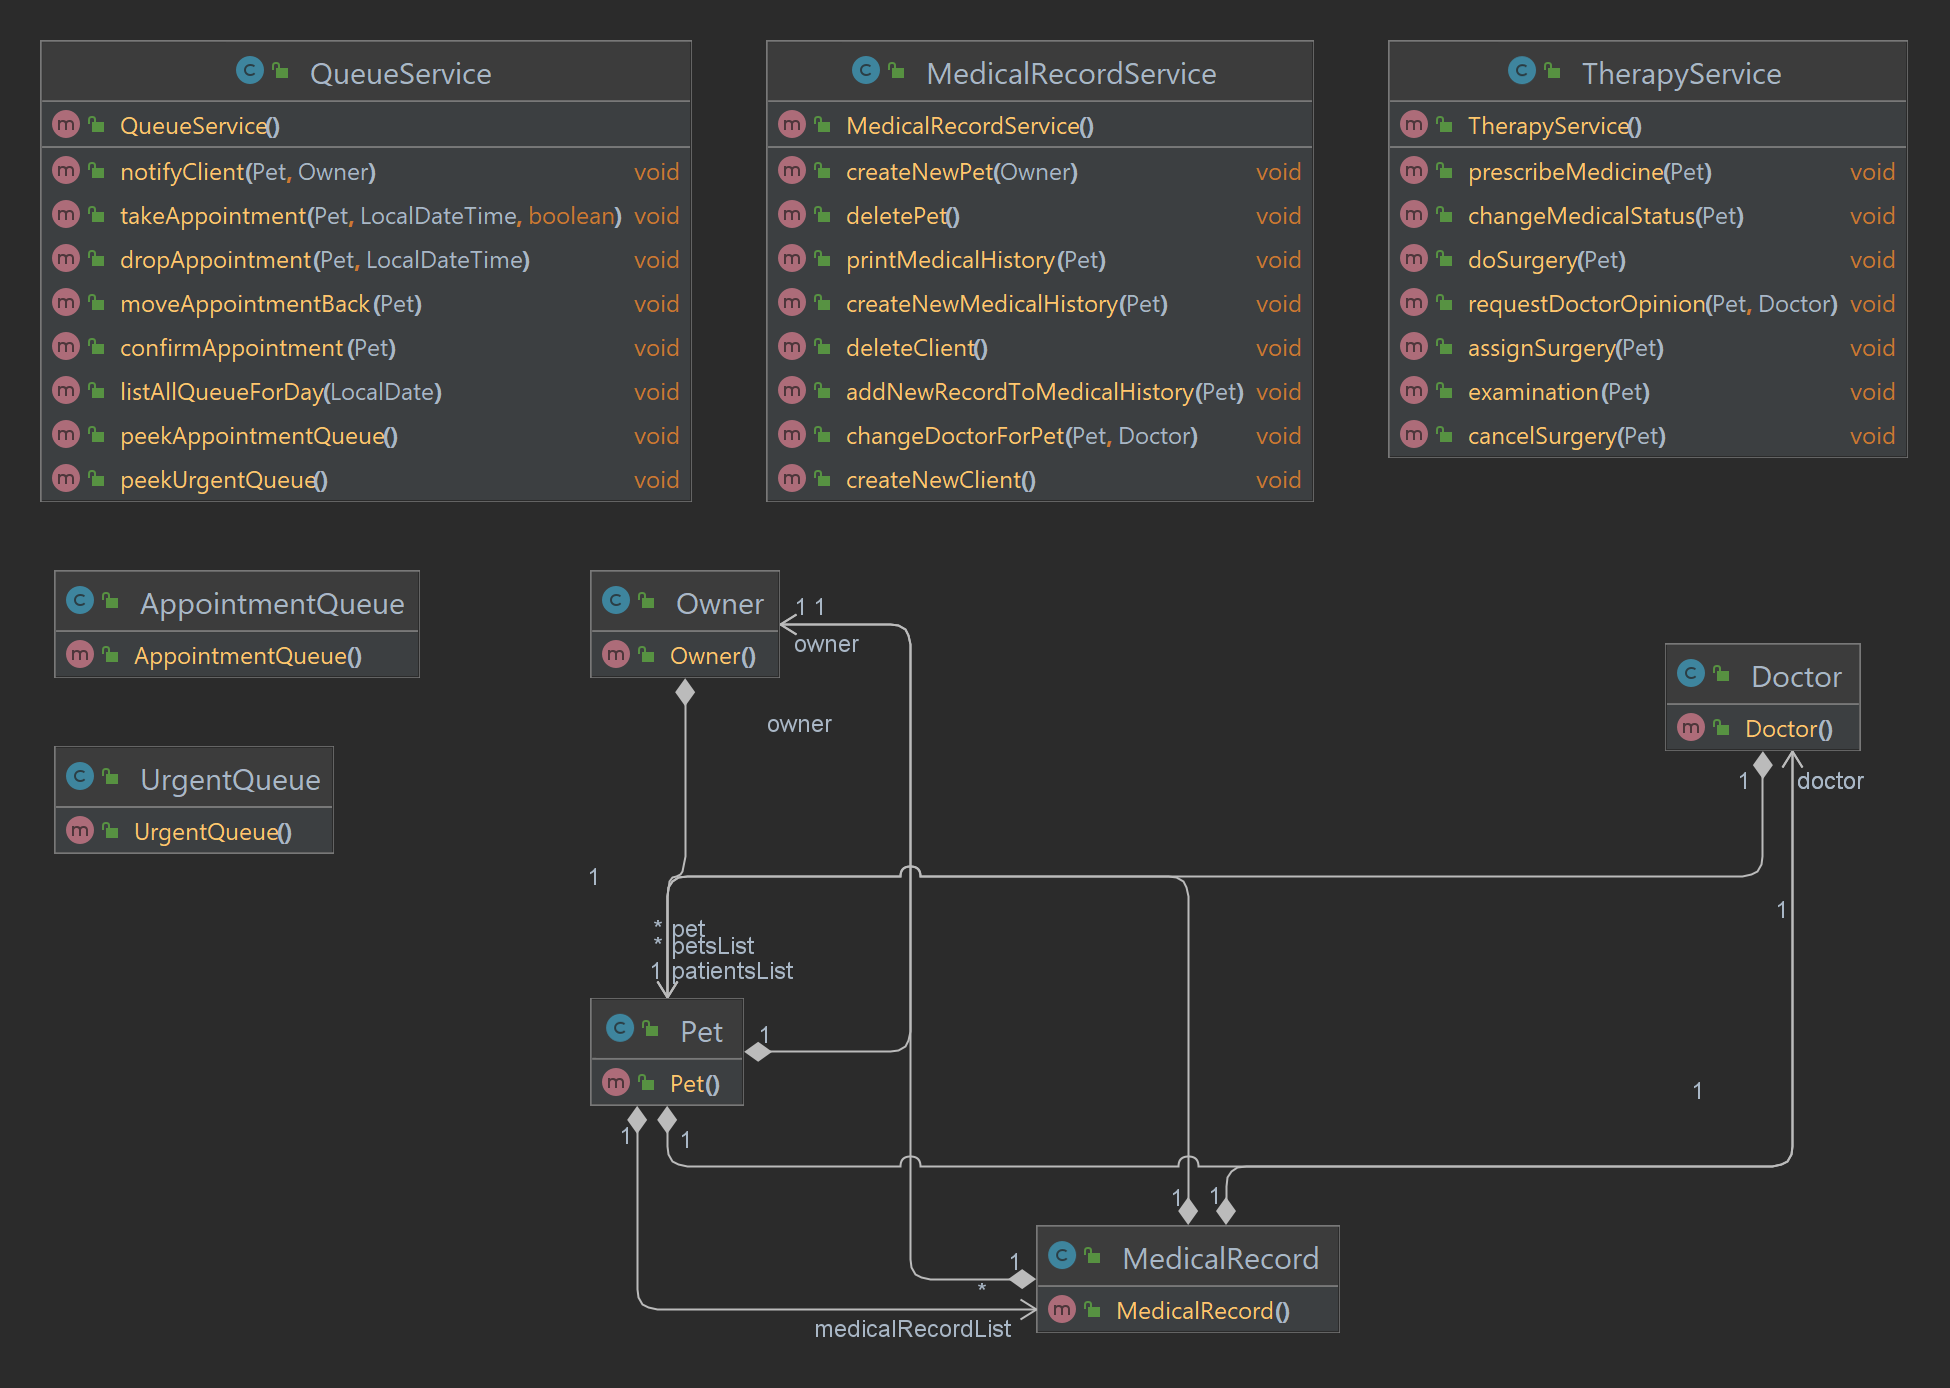 QueueService
QueueService()
notifyClient(Pet, Owner) void
takeAppointment(Pet, LocalDateTime, boolean) void
dropAppointment(Pet, LocalDateTime) void
moveAppointmentBack(Pet) void
confirmAppointment(Pet) void
listAllQueueForDay(LocalDate) void
peekAppointmentQueue() void
peekUrgentQueue() void
MedicalRecordService
MedicalRecordService()
createNewPet(Owner) void
deletePet() void
printMedicalHistory(Pet) void
createNewMedicalHistory(Pet) void
deleteClient() void
addNewRecordToMedicalHistory(Pet) void
changeDoctorForPet(Pet, Doctor) void
createNewClient() void
TherapyService
TherapyService()
prescribeMedicine(Pet) void
changeMedicalStatus(Pet) void
doSurgery(Pet) void
requestDoctorOpinion(Pet, Doctor) void
assignSurgery(Pet) void
examination(Pet) void
cancelSurgery(Pet) void
AppointmentQueue
AppointmentQueue()
UrgentQueue
UrgentQueue()
Owner
Owner()
1 1
owner
owner
Doctor
Doctor()
1
doctor
1
1
* pet
* petsList
1 patientsList
Pet
Pet()
1
1
1
1
1
1
MedicalRecord
MedicalRecord()
1
*
medicalRecordList